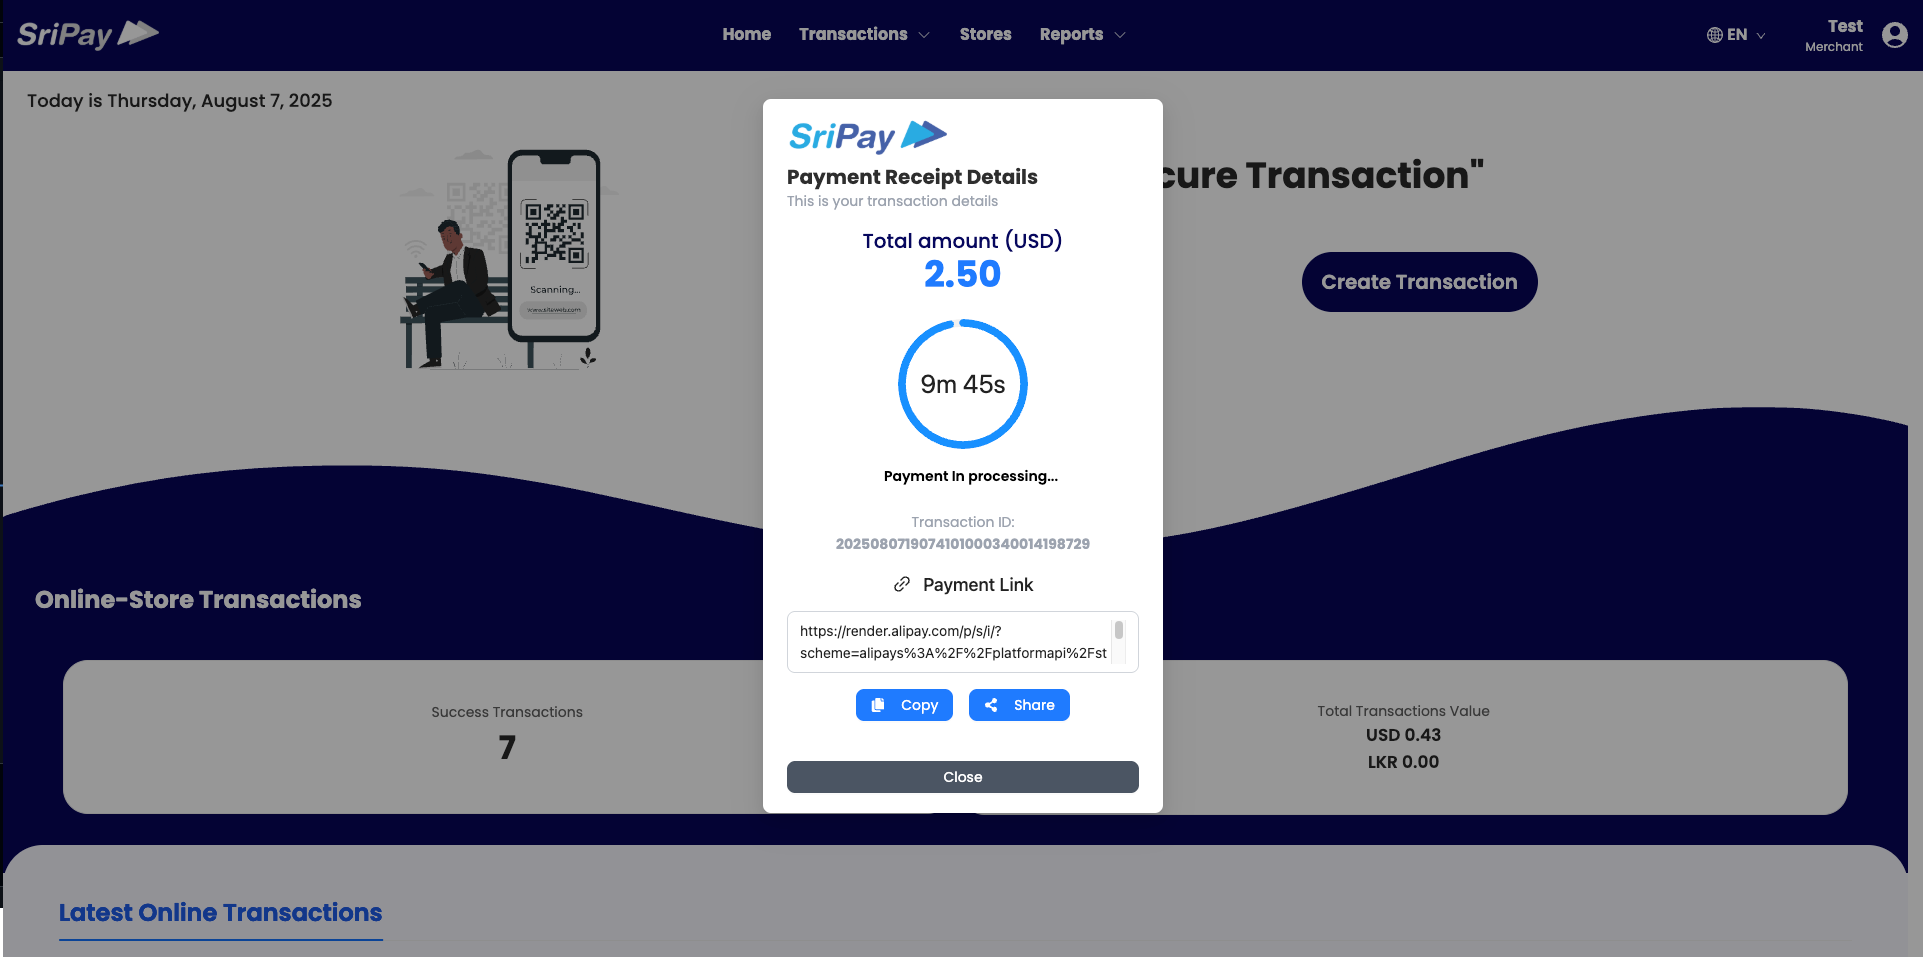 SriPay
Home
Transactions
Stores
Reports
EN
Test
Merchant
Today is Thursday, August 7, 2025
Scanning...
www.siteweb.com
cure Transaction"
Create Transaction
SriPay
Payment Receipt Details
This is your transaction details
Total amount (USD)
2.50
9m 45s
Payment In processing...
Transaction ID:
2025080719074101000340014198729
Payment Link
https://render.alipay.com/p/s/i/?
scheme=alipays%3A%2F%2Fplatformapi%2Fst
Copy
Share
Close
Online-Store Transactions
Success Transactions
7
Total Transactions Value
USD 0.43
LKR 0.00
Latest Online Transactions